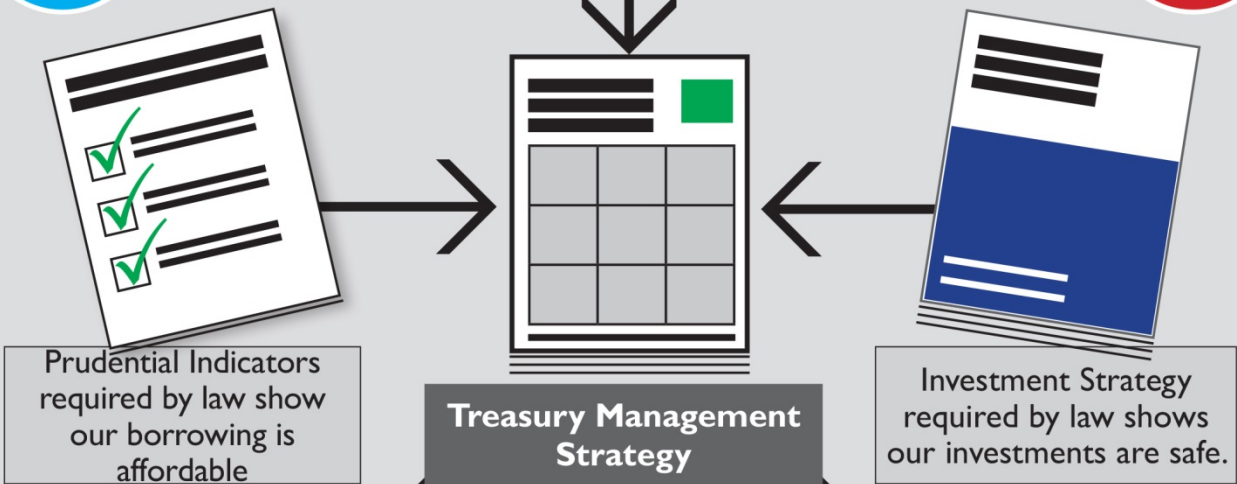 Prudential Indicators
required by law show
our borrowing is
affordable
Treasury Management
Strategy
Investment Strategy
required by law shows
our investments are safe.